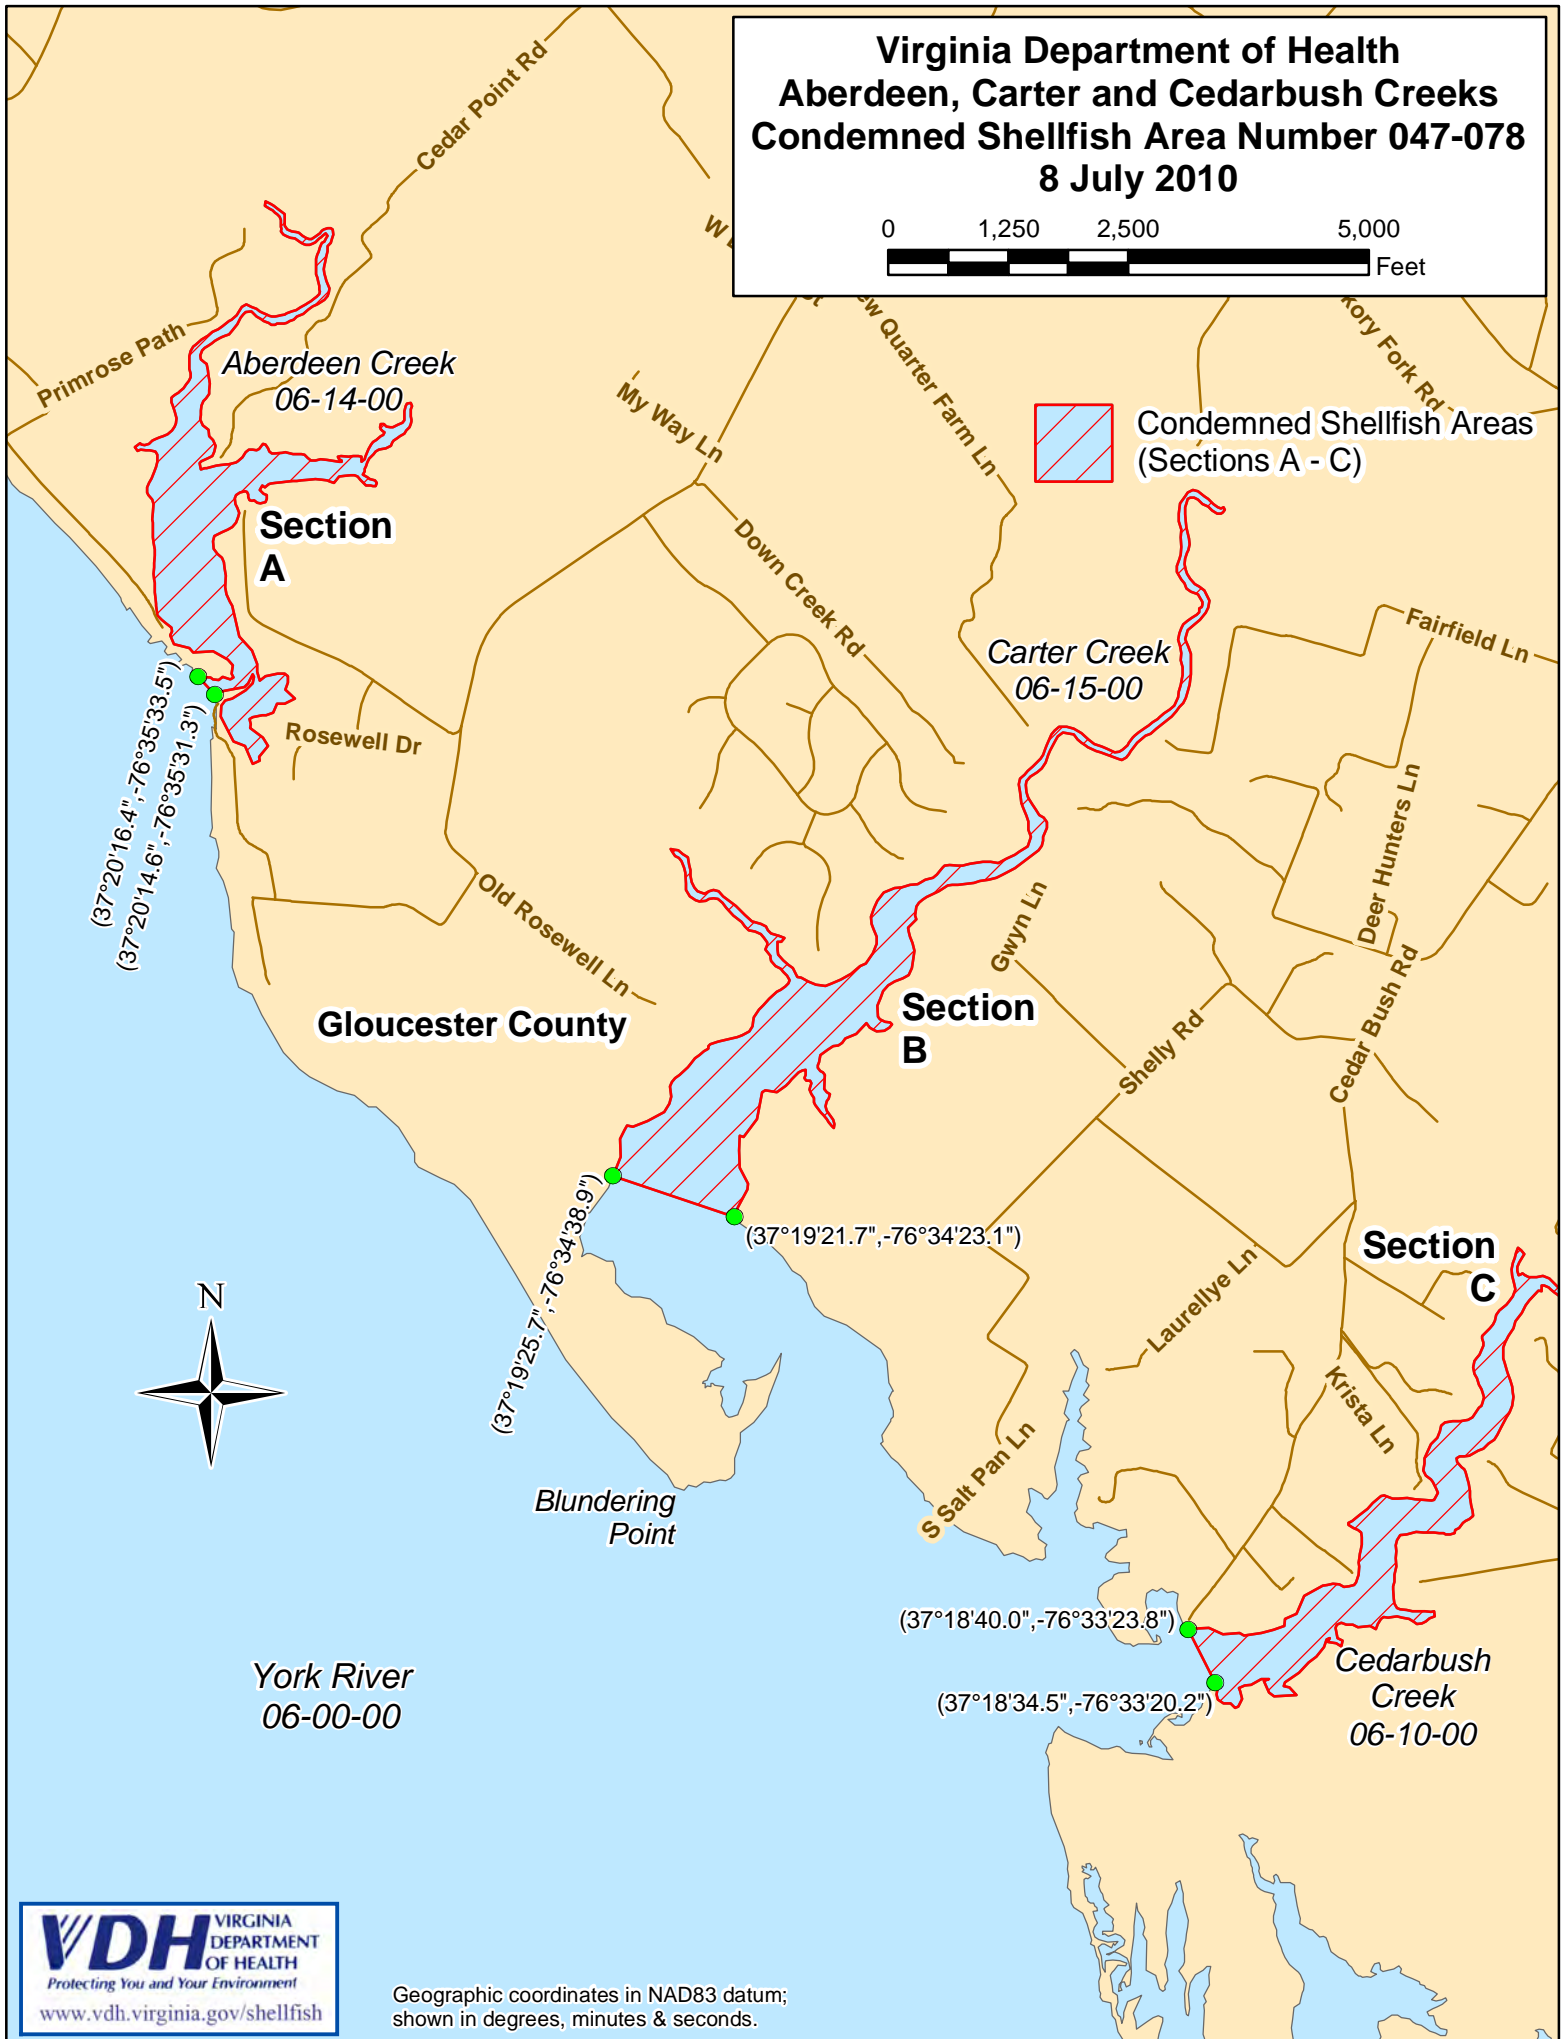 Virginia Department of Health
Aberdeen, Carter and Cedarbush Creeks
Condemned Shellfish Area Number 047-078
8 July 2010
0 1,250 2,500 5,000
Feet
Cedar Point Rd
Primrose Path
Aberdeen Creek
06-14-00
My Way Ln
ew Quarter Farm Ln
kory Fork Rd
Condemned Shellfish Areas
(Sections A - C)
Section
A
Down Creek Rd
Carter Creek
06-15-00
Fairfield Ln
(37°20'16.4",-76°35'33.5")
(37°20'14.6",-76°35'31.3")
Rosewell Dr
Deer Hunters Ln
Old Rosewell Ln
Gwyn Ln
Gloucester County
Section
B
Shelly Rd
Cedar Bush Rd
(37°19'25.7",-76°34'38.9")
(37°19'21.7",-76°34'23.1")
Section
C
Laurellye Ln
N
Krista Ln
S Salt Pan Ln
Blundering
Point
(37°18'40.0",-76°33'23.8")
(37°18'34.5",-76°33'20.2")
Cedarbush
Creek
06-10-00
York River
06-00-00
VDH VIRGINIA
DEPARTMENT
OF HEALTH
Protecting You and Your Environment
www.vdh.virginia.gov/shellfish
Geographic coordinates in NAD83 datum;
shown in degrees, minutes & seconds.